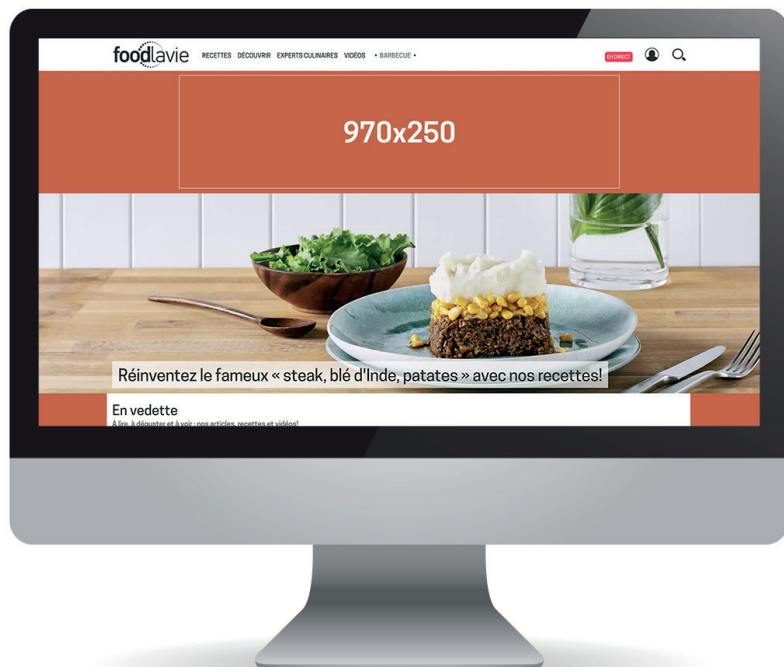 foodlavie
RECETTES DÉCOUVRIR EXPERTS CULINAIRES VIDÉOS • BARBECUE •
EN DIRECT
970x250
Réinventez le fameux « steak, blé d'Inde, patates » avec nos recettes!
En vedette
À lire, à déguster et à voir : nos articles, recettes et vidéos!